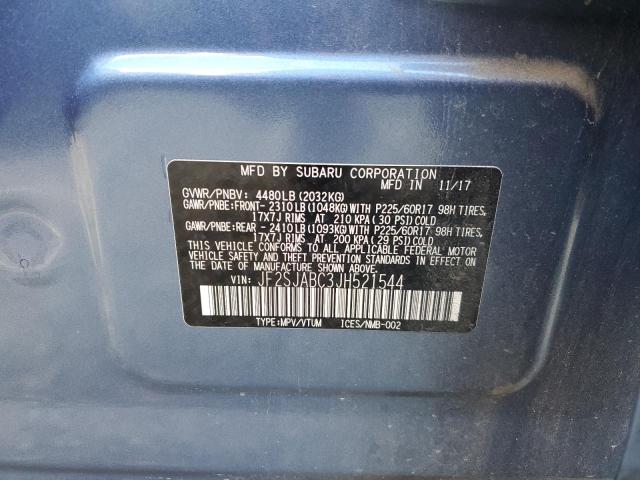 MFD BY SUBARU CORPORATION
MFD IN 11/17
GVWR/PNBV: 4480LB(2032KG)
GAWR/PNBE:FRONT-2310LB(1048KG)WITH P225/60R17 98H TIRES,
17X7J RIMS AT 210 KPA(30 PSI)COLD
GAWR/PNBE:REAR -2410LB(1093KG)WITH P225/60R17 98H TIRES,
17X7J RIMS AT 200 KPA(29 PSI)COLD
THIS VEHICLE CONFORMS TO ALL APPLICABLE FEDERAL MOTOR
VEHICLE SAFETY AND THEFT PREVENTION STANDARDS IN EFFECT ON
THE DATE OF MANUFACTURE SHOWN ABOVE.
VIN: JF2SJABC3JH521544
TYPE:MPV/VTUM ICES/NMB-002